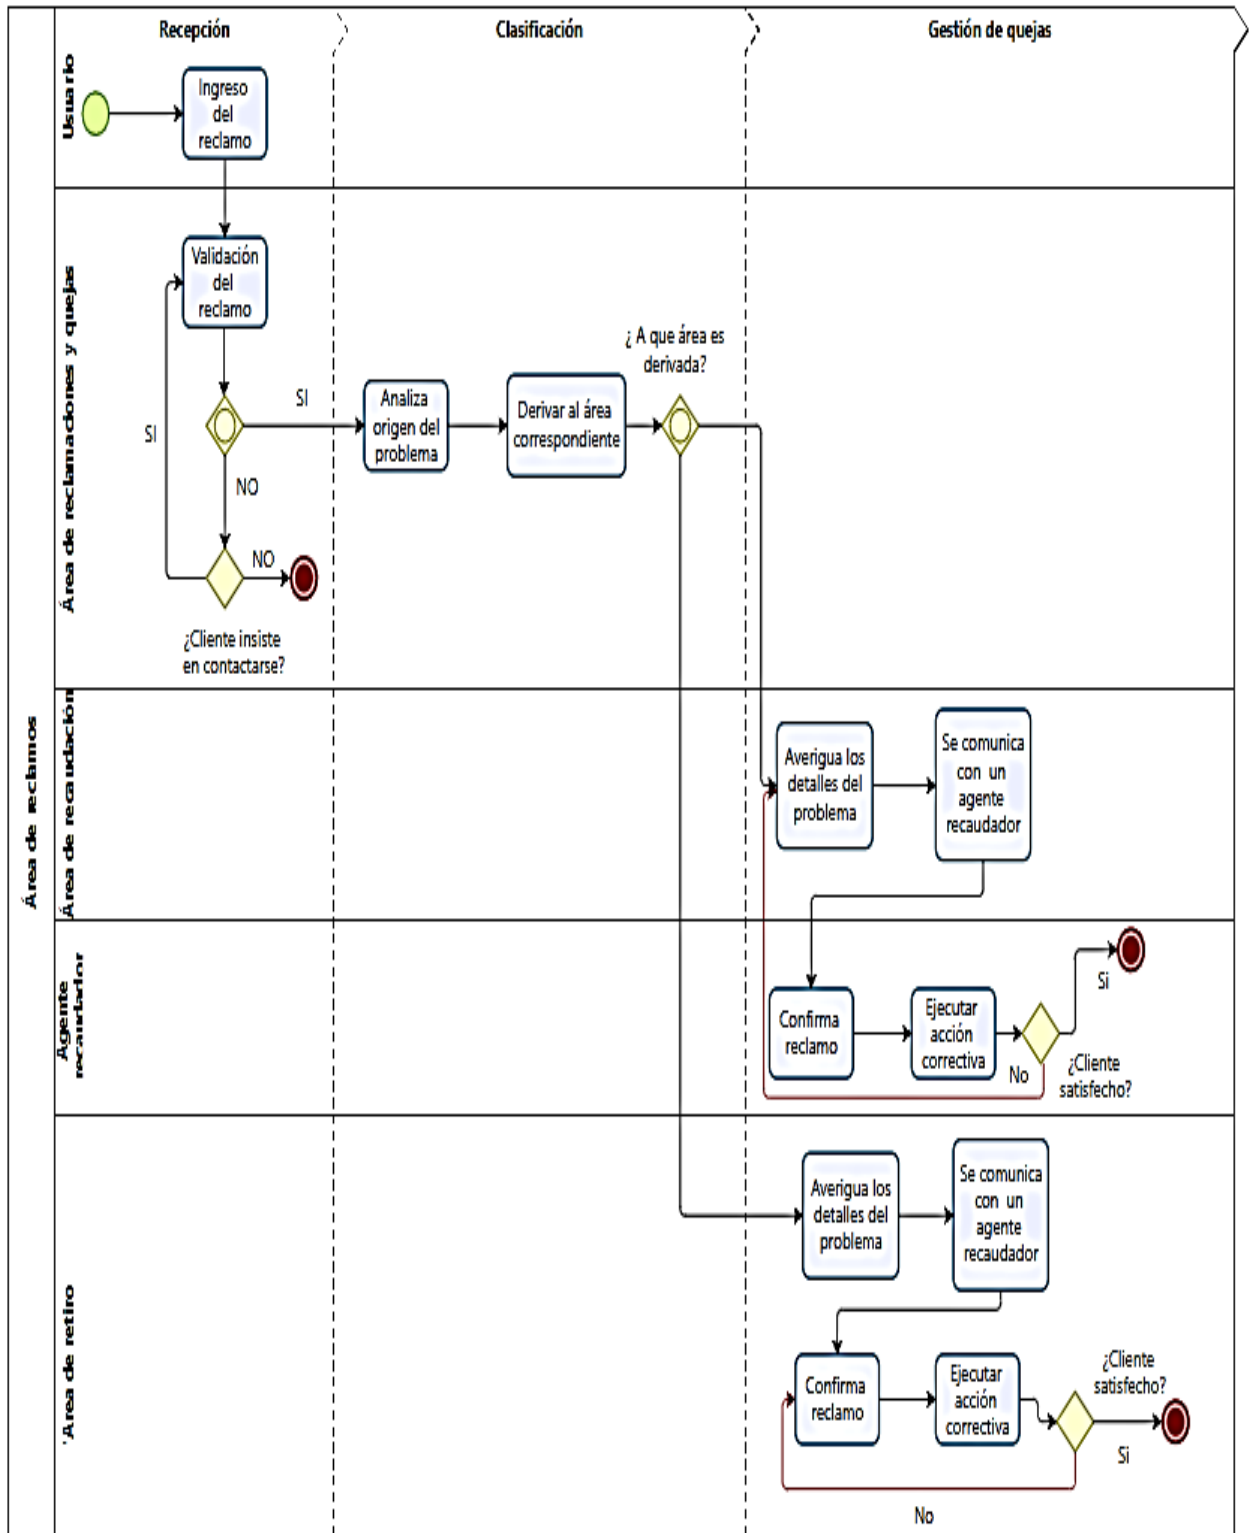 Recepción
Clasificación
Gestión de quejas
Área de reclamos
Usuario
Ingreso
del
reclamo
Área de reclamaciones y quejas
Validación
del
reclamo
SI
SI
NO
NO
¿Cliente insiste
en contactarse?
Analiza
origen del
problema
Derivar al área
correspondiente
¿ A que área es
derivada?
Área de recaudación
Averigua los
detalles del
problema
Se comunica
con un
agente
recaudador
Agente
recaudador
Confirma
reclamo
Ejecutar
acción
correctiva
Si
No
¿Cliente
satisfecho?
'Area de retiro
Averigua los
detalles del
problema
Se comunica
con un
agente
recaudador
Confirma
reclamo
Ejecutar
acción
correctiva
¿Cliente
satisfecho?
Si
No